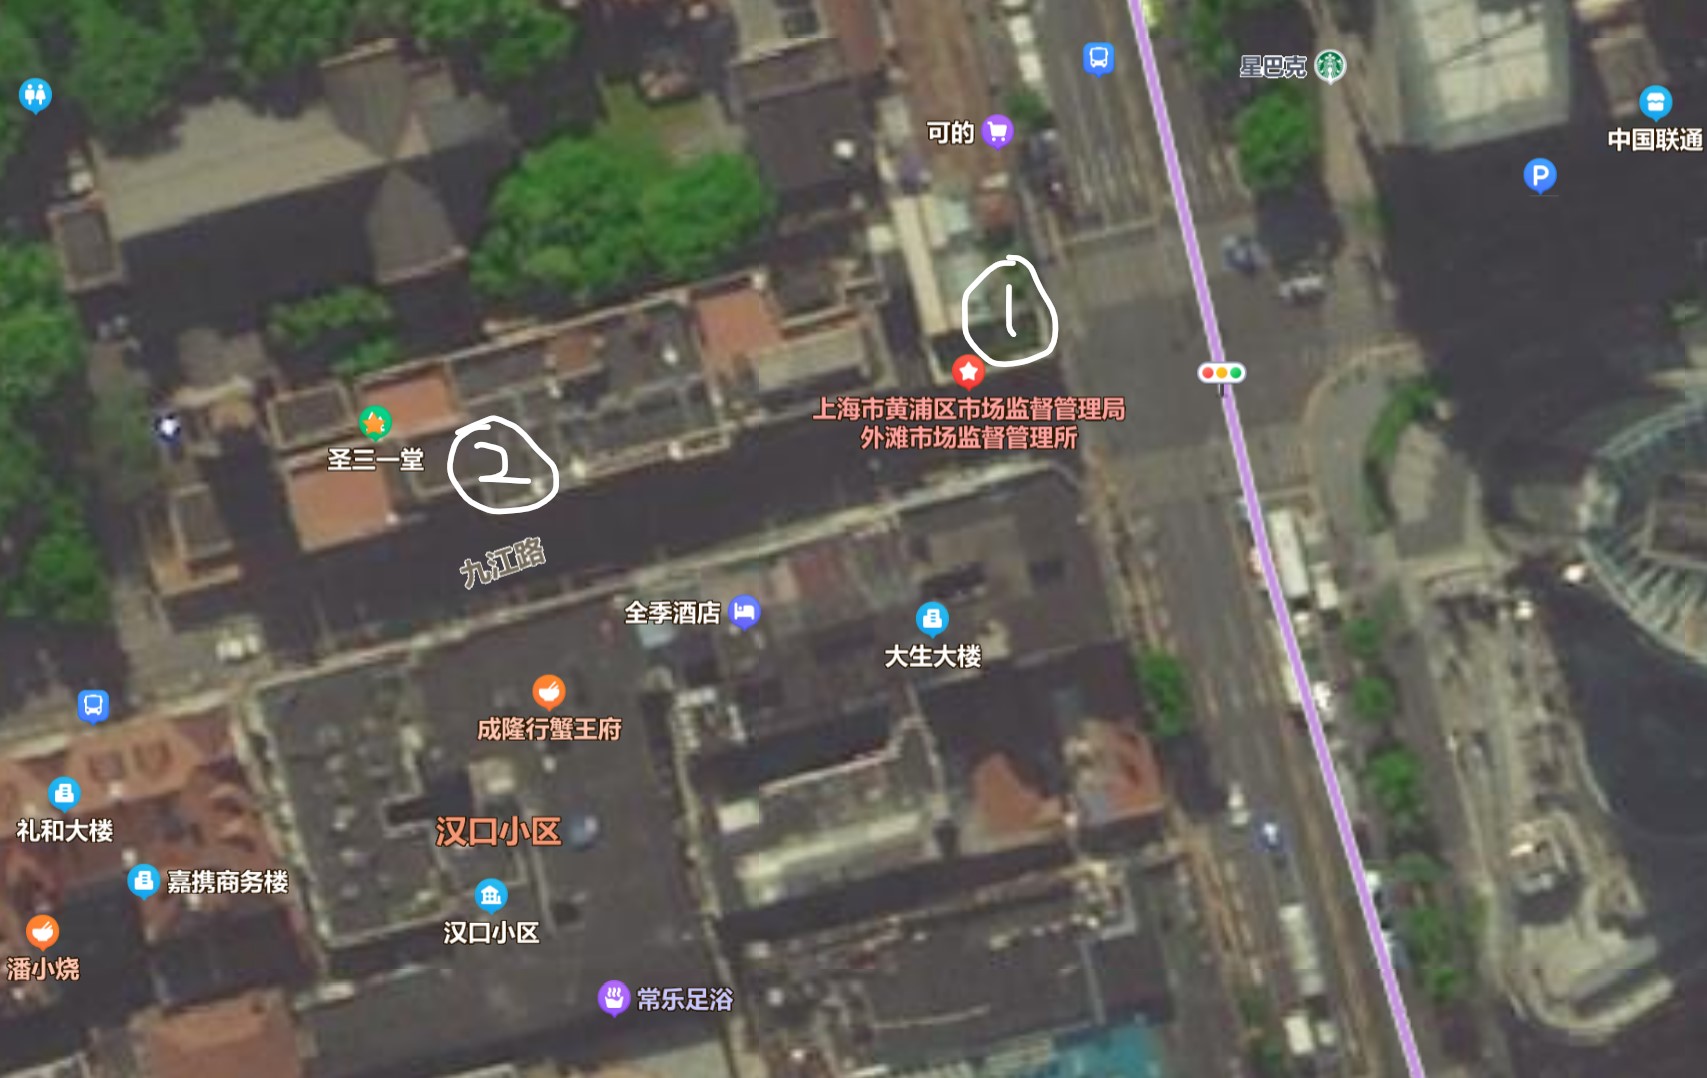 星巴克
可的
中国联通
P
1
上海市黄浦区市场监督管理局
外滩市场监督管理所
圣三一堂
2
九江路
全季酒店
大生大楼
成隆行蟹王府
礼和大楼
汉口小区
嘉携商务楼
汉口小区
潘小烧
常乐足浴